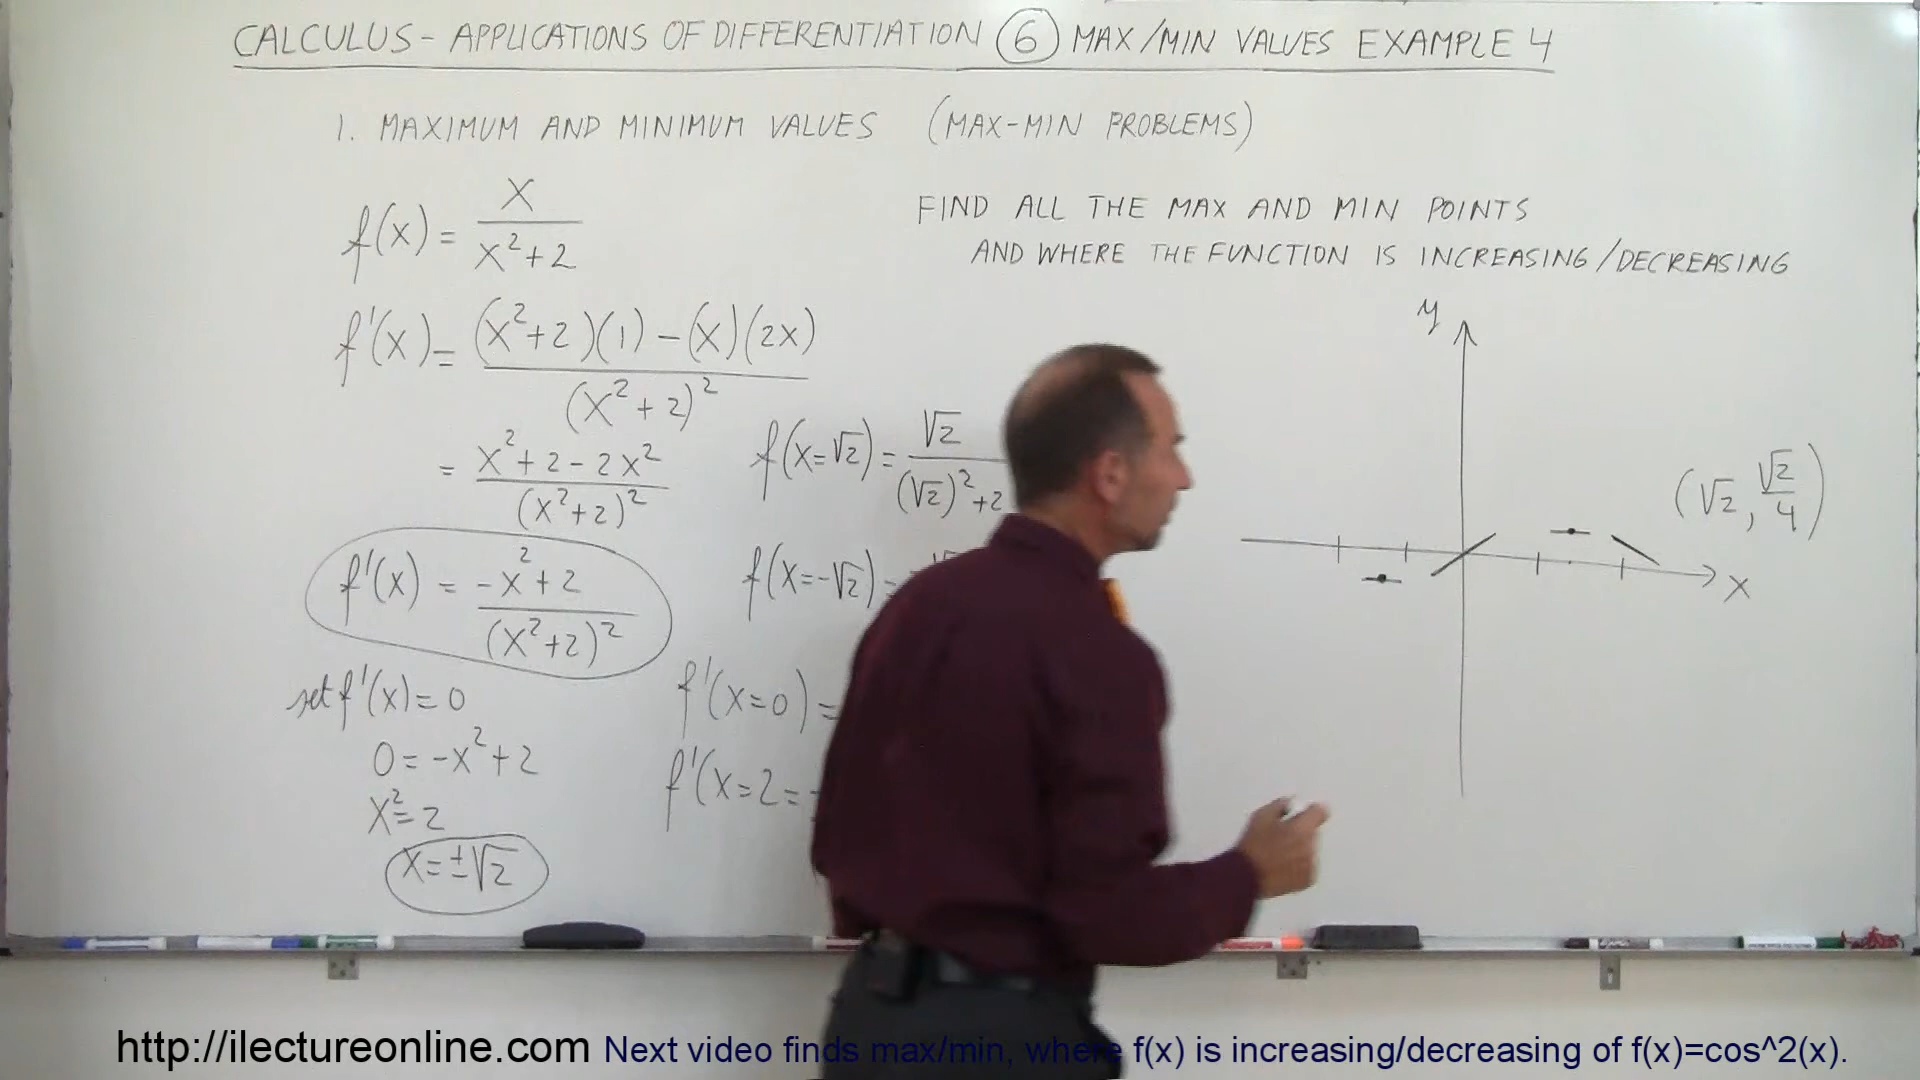 CALCULUS - APPLICATIONS OF DIFFERENTIATION ⑥ MAX/MIN VALUES EXAMPLE 4
1. MAXIMUM AND MINIMUM VALUES (MAX-MIN PROBLEMS)
f(x) = x / (x² + 2)
FIND ALL THE MAX AND MIN POINTS
AND WHERE THE FUNCTION IS INCREASING/DECREASING
f'(x) = ((x²+2)(1) - (x)(2x)) / (x²+2)²
= (x² + 2 - 2x²) / (x²+2)²
f'(x) = (-x² + 2) / (x²+2)²
set f'(x) = 0
0 = -x² + 2
x² = 2
x = ±√2
f(x=√2) = √2 / ((√2)² + 2
f(x=-√2) =
f'(x=0) =
f'(x=2 =
y
(√2, √2/4)
x
http://ilectureonline.com Next video finds max/min, where f(x) is increasing/decreasing of f(x)=cos^2(x).